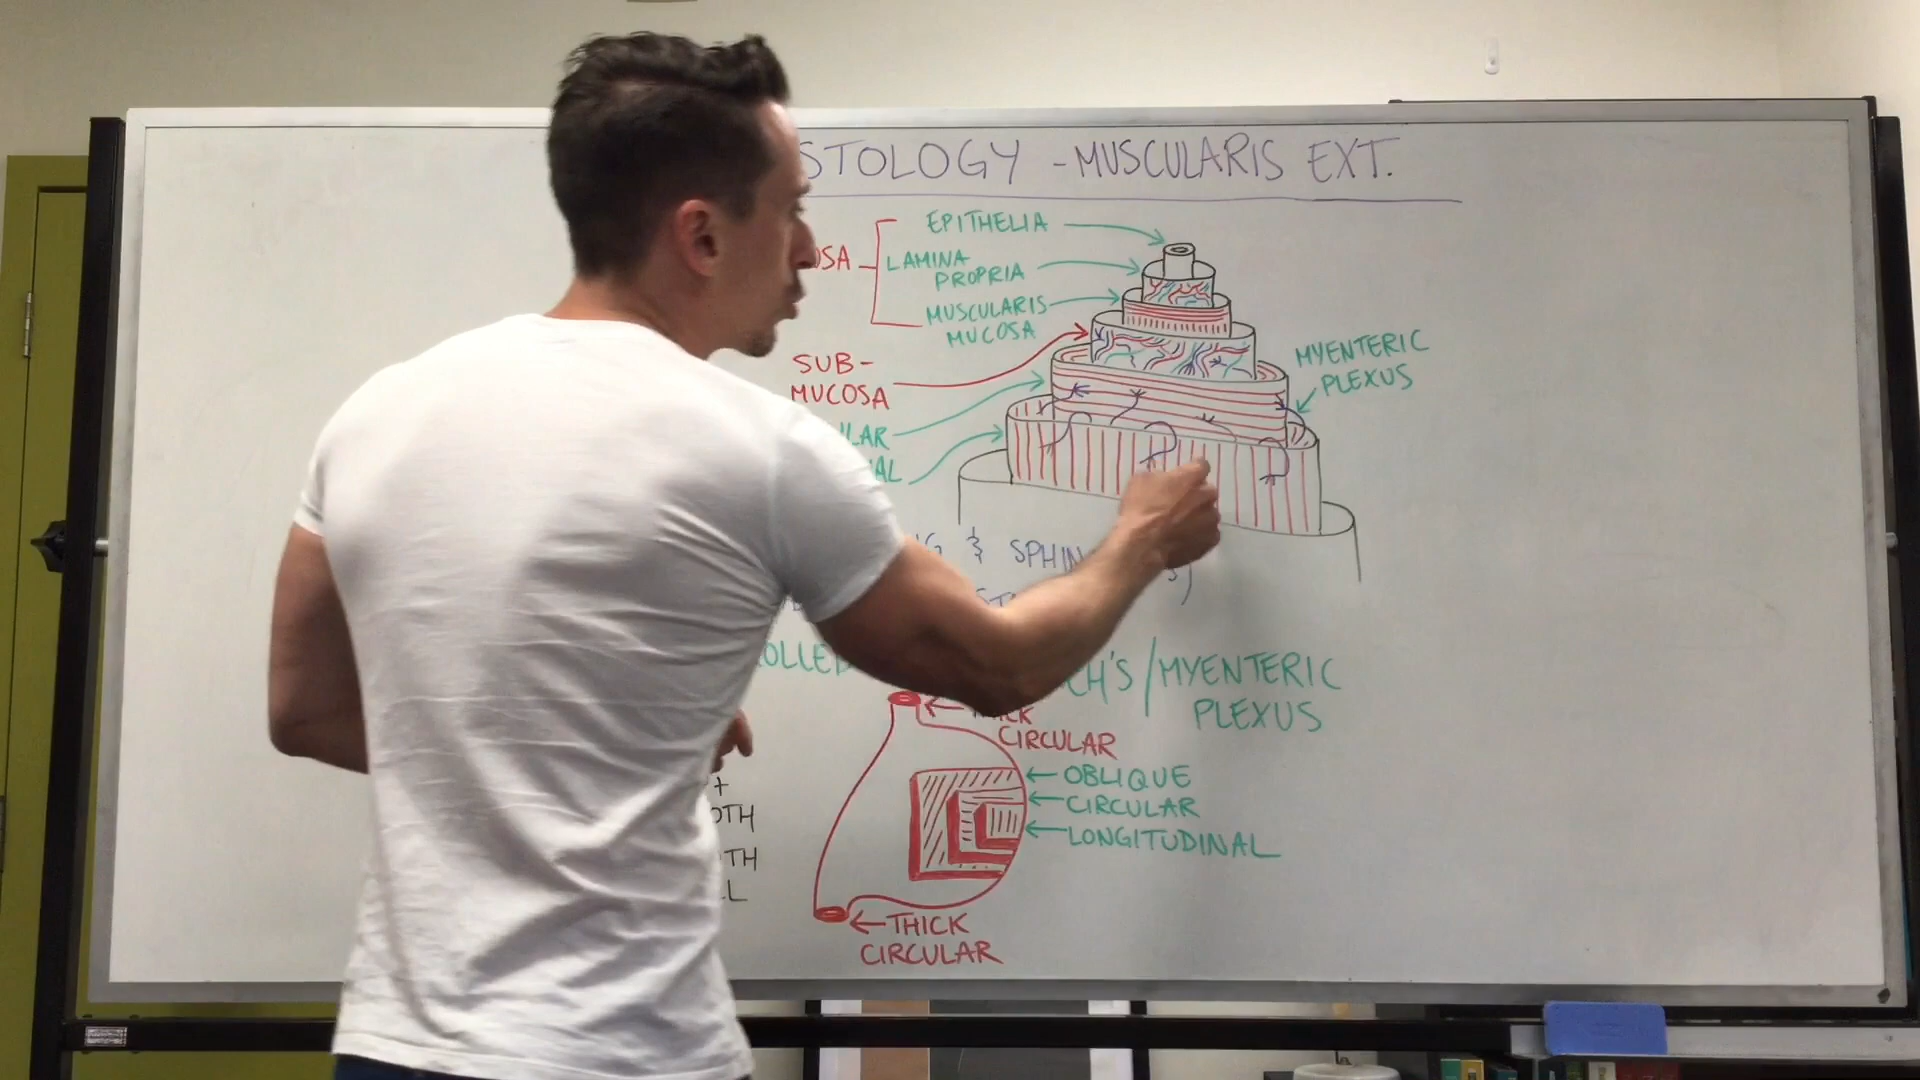 STOLOGY - MUSCULARIS EXT.
EPITHELIA
OSA
LAMINA
PROPRIA
MUSCULARIS
MUCOSA
SUB-
MUCOSA
MYENTERIC
PLEXUS
LAR
AL
G & SPHIN S)
ROLLED CH'S/MYENTERIC
PLEXUS
THICK
CIRCULAR
OBLIQUE
CIRCULAR
LONGITUDINAL
OTH
TH
L
THICK
CIRCULAR